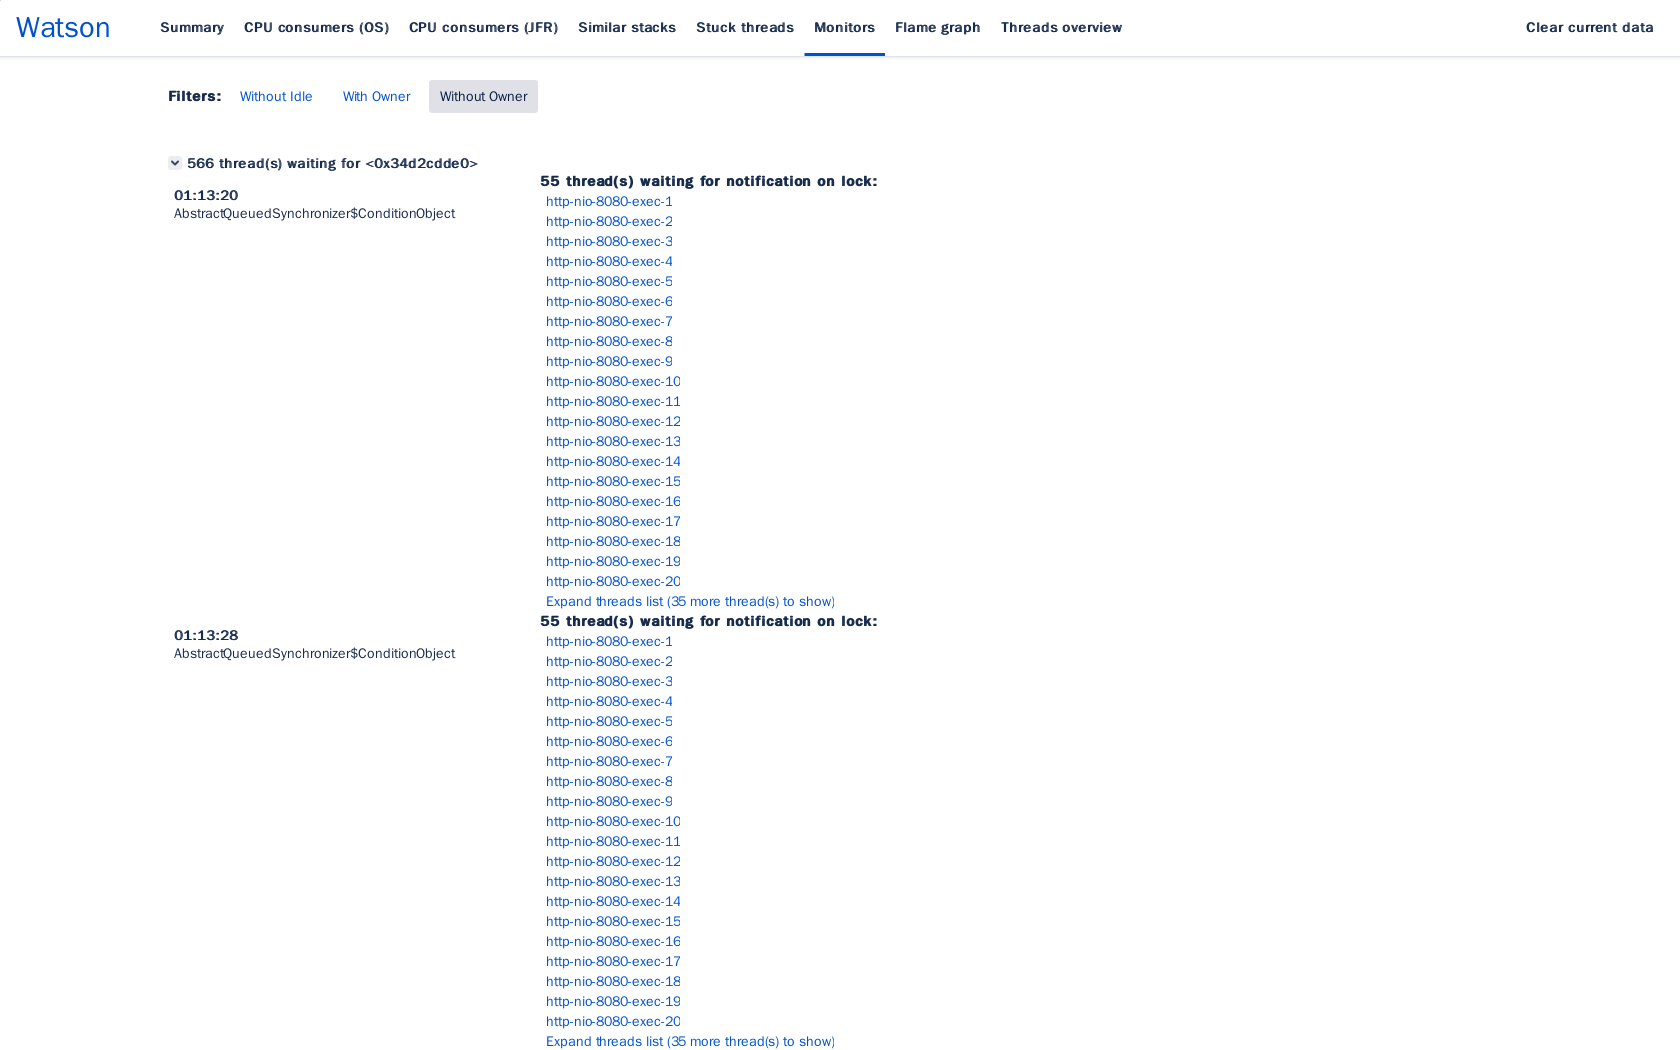 Watson Summary CPU consumers (OS) CPU consumers (JFR) Similar stacks Stuck threads Monitors Flame graph Threads overview Clear current data
Filters: Without Idle With Owner Without Owner
566 thread(s) waiting for <0x34d2cdde0>
01:13:20
AbstractQueuedSynchronizer$ConditionObject
55 thread(s) waiting for notification on lock:
http-nio-8080-exec-1
http-nio-8080-exec-2
http-nio-8080-exec-3
http-nio-8080-exec-4
http-nio-8080-exec-5
http-nio-8080-exec-6
http-nio-8080-exec-7
http-nio-8080-exec-8
http-nio-8080-exec-9
http-nio-8080-exec-10
http-nio-8080-exec-11
http-nio-8080-exec-12
http-nio-8080-exec-13
http-nio-8080-exec-14
http-nio-8080-exec-15
http-nio-8080-exec-16
http-nio-8080-exec-17
http-nio-8080-exec-18
http-nio-8080-exec-19
http-nio-8080-exec-20
Expand threads list (35 more thread(s) to show)
01:13:28
AbstractQueuedSynchronizer$ConditionObject
55 thread(s) waiting for notification on lock:
http-nio-8080-exec-1
http-nio-8080-exec-2
http-nio-8080-exec-3
http-nio-8080-exec-4
http-nio-8080-exec-5
http-nio-8080-exec-6
http-nio-8080-exec-7
http-nio-8080-exec-8
http-nio-8080-exec-9
http-nio-8080-exec-10
http-nio-8080-exec-11
http-nio-8080-exec-12
http-nio-8080-exec-13
http-nio-8080-exec-14
http-nio-8080-exec-15
http-nio-8080-exec-16
http-nio-8080-exec-17
http-nio-8080-exec-18
http-nio-8080-exec-19
http-nio-8080-exec-20
Expand threads list (35 more thread(s) to show)